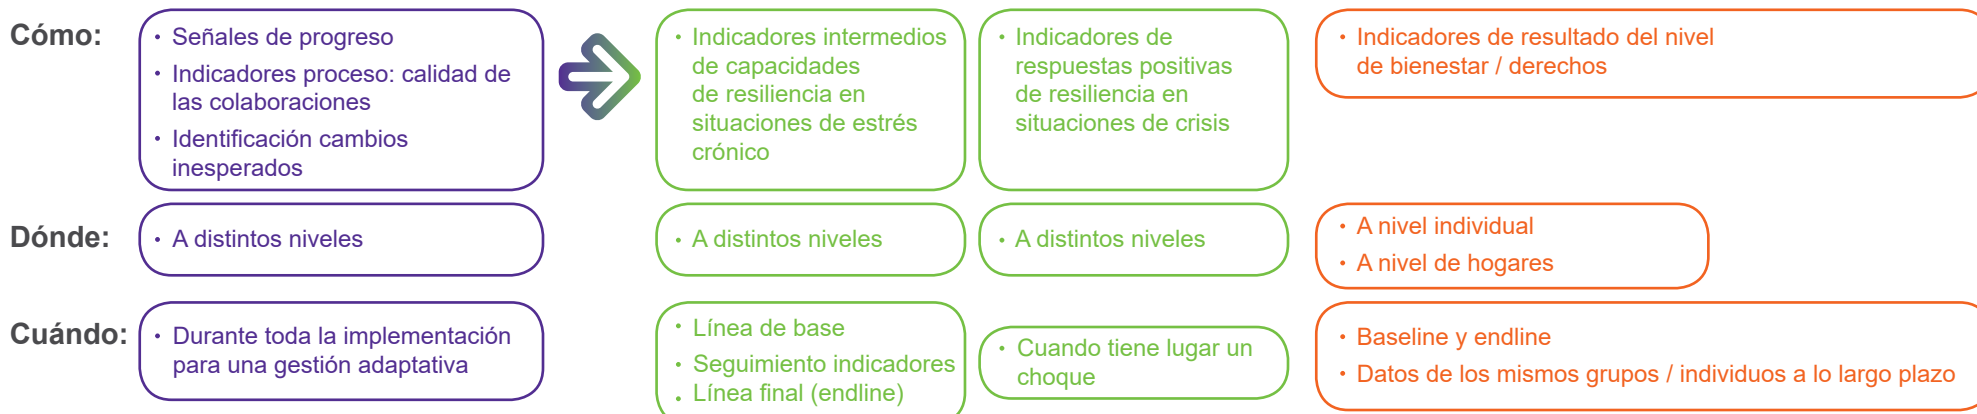 Cómo:
• Señales de progreso
• Indicadores proceso: calidad de
las colaboraciones
• Identificación cambios
inesperados
• Indicadores intermedios
de capacidades
de resiliencia en
situaciones de estrés
crónico
• Indicadores de
respuestas positivas
de resiliencia en
situaciones de crisis
• Indicadores de resultado del nivel
de bienestar / derechos
Dónde:
• A distintos niveles
• A distintos niveles
• A distintos niveles
• A nivel individual
• A nivel de hogares
Cuándo:
• Durante toda la implementación
para una gestión adaptativa
• Línea de base
• Seguimiento indicadores
• Línea final (endline)
• Cuando tiene lugar un
choque
• Baseline y endline
• Datos de los mismos grupos / individuos a lo largo plazo